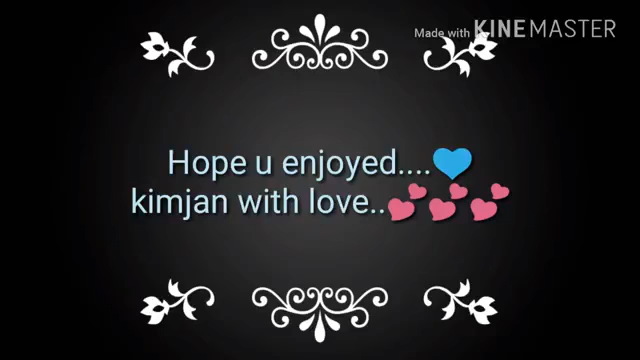 Made with KINEMASTER
Hope u enjoyed....💙
kimjan with love..💕💕💕